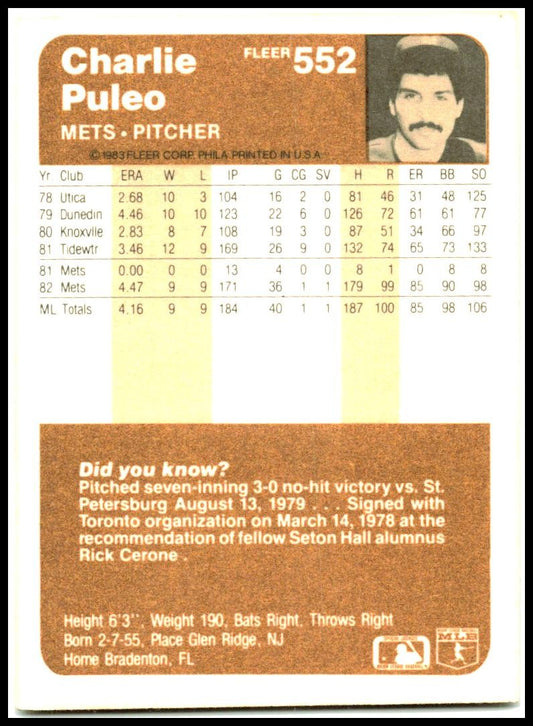 Charlie
Puleo
FLEER 552
METS • PITCHER
© 1983 FLEER CORP. PHILA. PRINTED IN U.S.A.
Yr Club ERA W L IP G CG SV H R ER BB SO
78 Utica 2.68 10 3 104 16 2 0 81 46 31 48 125
79 Dunedin 4.46 10 10 123 22 6 0 126 72 61 61 77
80 Knoxvile 2.83 8 7 108 19 3 0 87 51 34 66 97
81 Tidewtr 3.46 12 9 169 26 9 0 132 74 65 73 133
81 Mets 0.00 0 0 13 4 0 0 8 1 0 8 8
82 Mets 4.47 9 9 171 36 1 1 179 99 85 90 98
ML Totals 4.16 9 9 184 40 1 1 187 100 85 98 106
Did you know?
Pitched seven-inning 3-0 no-hit victory vs. St.
Petersburg August 13, 1979 . . . Signed with
Toronto organization on March 14, 1978 at the
recommendation of fellow Seton Hall alumnus
Rick Cerone .
Height 6'3", Weight 190, Bats Right, Throws Right
Born 2-7-55, Place Glen Ridge, NJ
Home Bradenton, FL